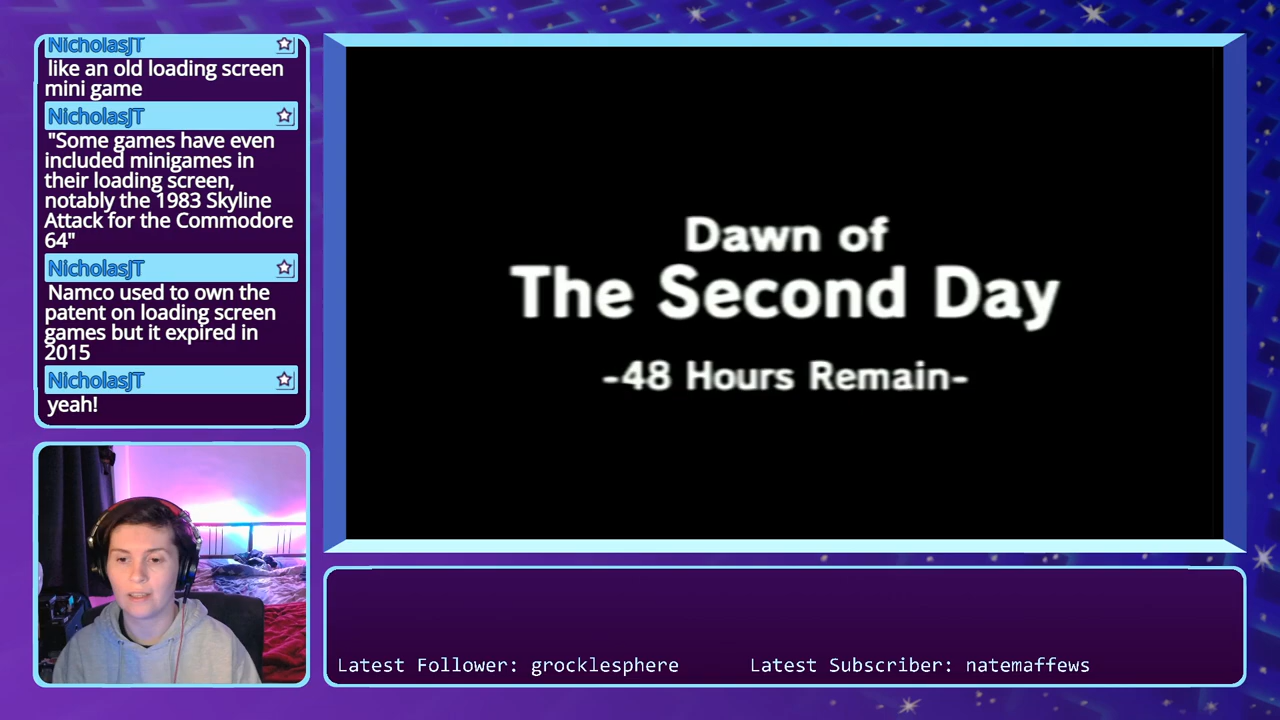 NicholasJT
like an old loading screen
mini game
NicholasJT
"Some games have even
included minigames in
their loading screen,
notably the 1983 Skyline
Attack for the Commodore
64"
NicholasJT
Namco used to own the
patent on loading screen
games but it expired in
2015
NicholasJT
yeah!
Dawn of
The Second Day
-48 Hours Remain-
Latest Follower: grocklesphere
Latest Subscriber: natemaffews